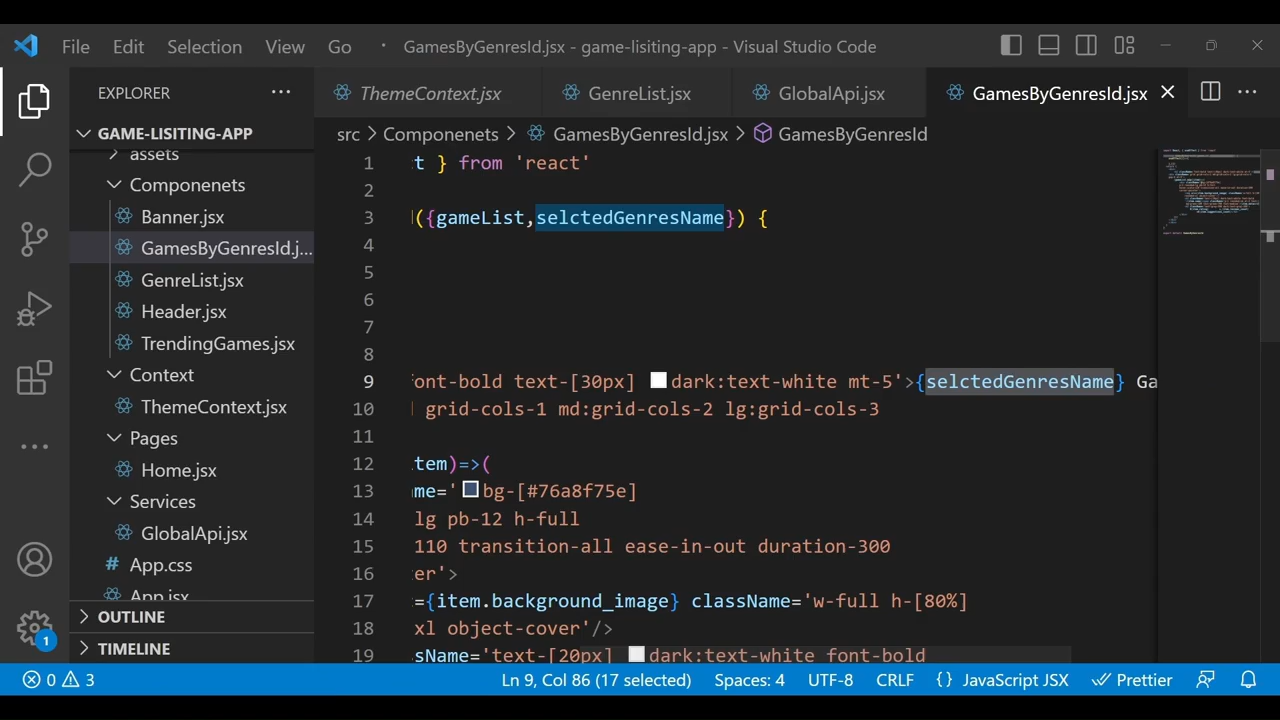 File Edit Selection View Go · GamesByGenresId.jsx - game-lisiting-app - Visual Studio Code
EXPLORER ···
ThemeContext.jsx GenreList.jsx GlobalApi.jsx GamesByGenresId.jsx
GAME-LISITING-APP
src > Componenets > GamesByGenresId.jsx > GamesByGenresId
assets
Componenets
Banner.jsx
GamesByGenresId.j...
GenreList.jsx
Header.jsx
TrendingGames.jsx
Context
ThemeContext.jsx
Pages
Home.jsx
Services
GlobalApi.jsx
# App.css
App.jsx
OUTLINE
TIMELINE
1
1 t } from 'react'
2
3 ({gameList,selctedGenresName}) {
4
5
6
7
8
9 font-bold text-[30px] dark:text-white mt-5'>{selctedGenresName} Ga
10 grid-cols-1 md:grid-cols-2 lg:grid-cols-3
11
12 tem)=>(
13 me='bg-[#76a8f75e]
14 lg pb-12 h-full
15 110 transition-all ease-in-out duration-300
16 er'>
17 ={item.background_image} className='w-full h-[80%]
18 xl object-cover'/>
19 sName='text-[20px] dark:text-white font-bold
0 3 Ln 9, Col 86 (17 selected) Spaces: 4 UTF-8 CRLF {} JavaScript JSX Prettier